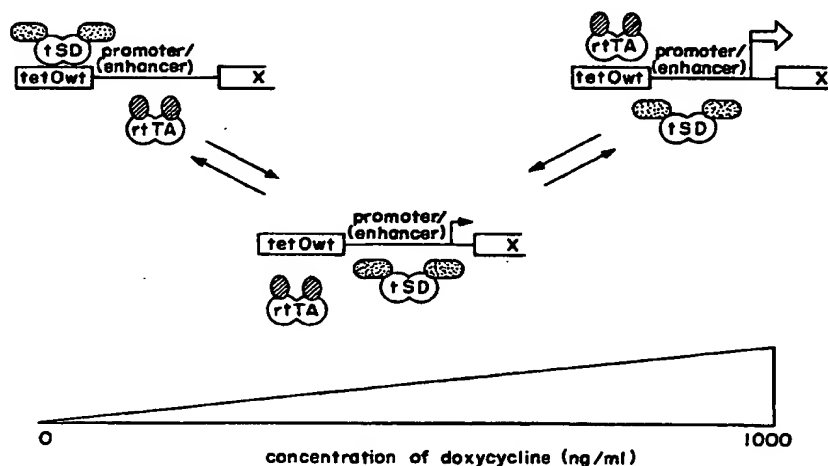 tSD
promoter/
(enhancer)
tetOwt
X
rtTA
rtTA
promoter/
(enhancer)
tetOwt
X
tSD
promoter/
(enhancer)
tetOwt
X
tSD
rtTA
0
1000
concentration of doxycycline (ng/ml)